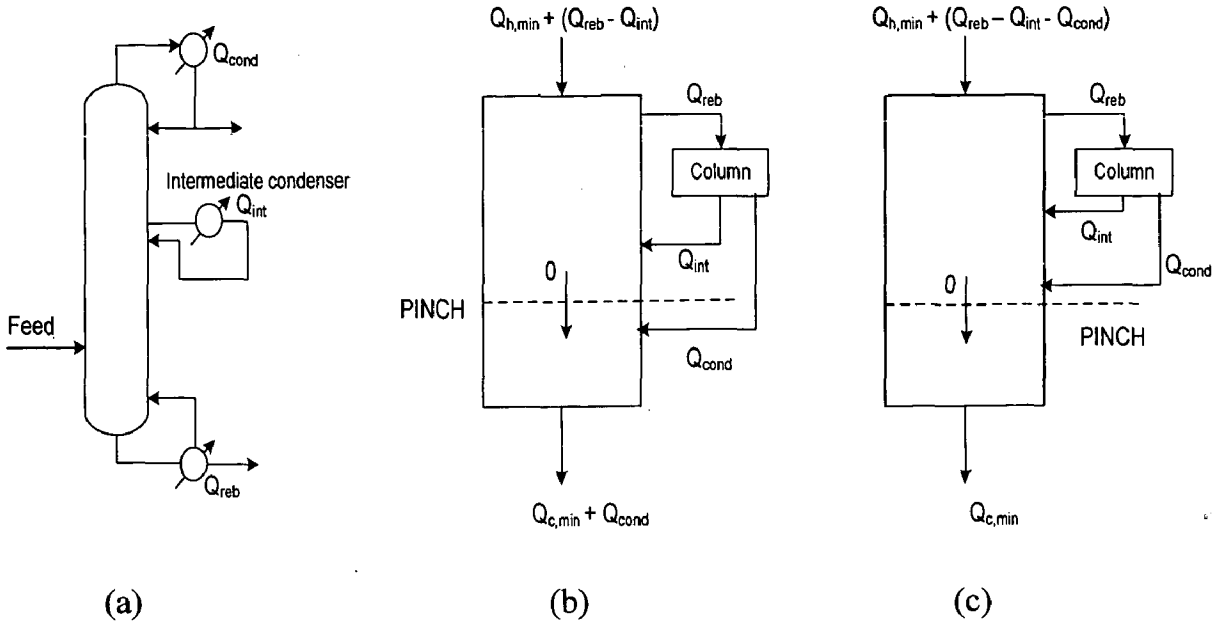 Q_cond
Intermediate condenser
Q_int
Feed
Q_reb
(a)
Q_h,min + (Q_reb - Q_int)
Q_reb
Column
Q_int
0
PINCH
Q_cond
Q_c,min + Q_cond
(b)
Q_h,min + (Q_reb – Q_int - Q_cond)
Q_reb
Column
Q_int
Q_cond
0
PINCH
Q_c,min
(c)